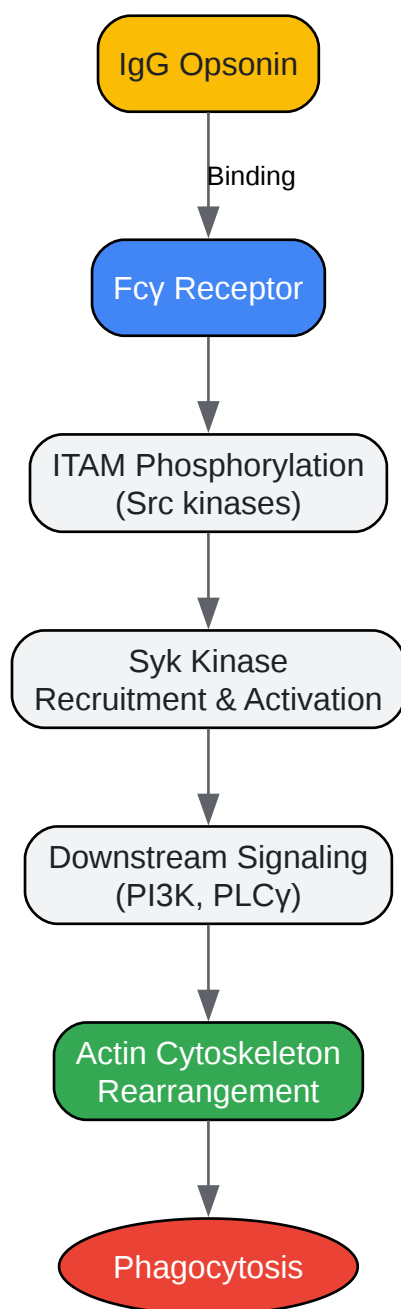 IgG Opsonin
Binding
Fcγ Receptor
ITAM Phosphorylation
(Src kinases)
Syk Kinase
Recruitment & Activation
Downstream Signaling
(PI3K, PLCγ)
Actin Cytoskeleton
Rearrangement
Phagocytosis